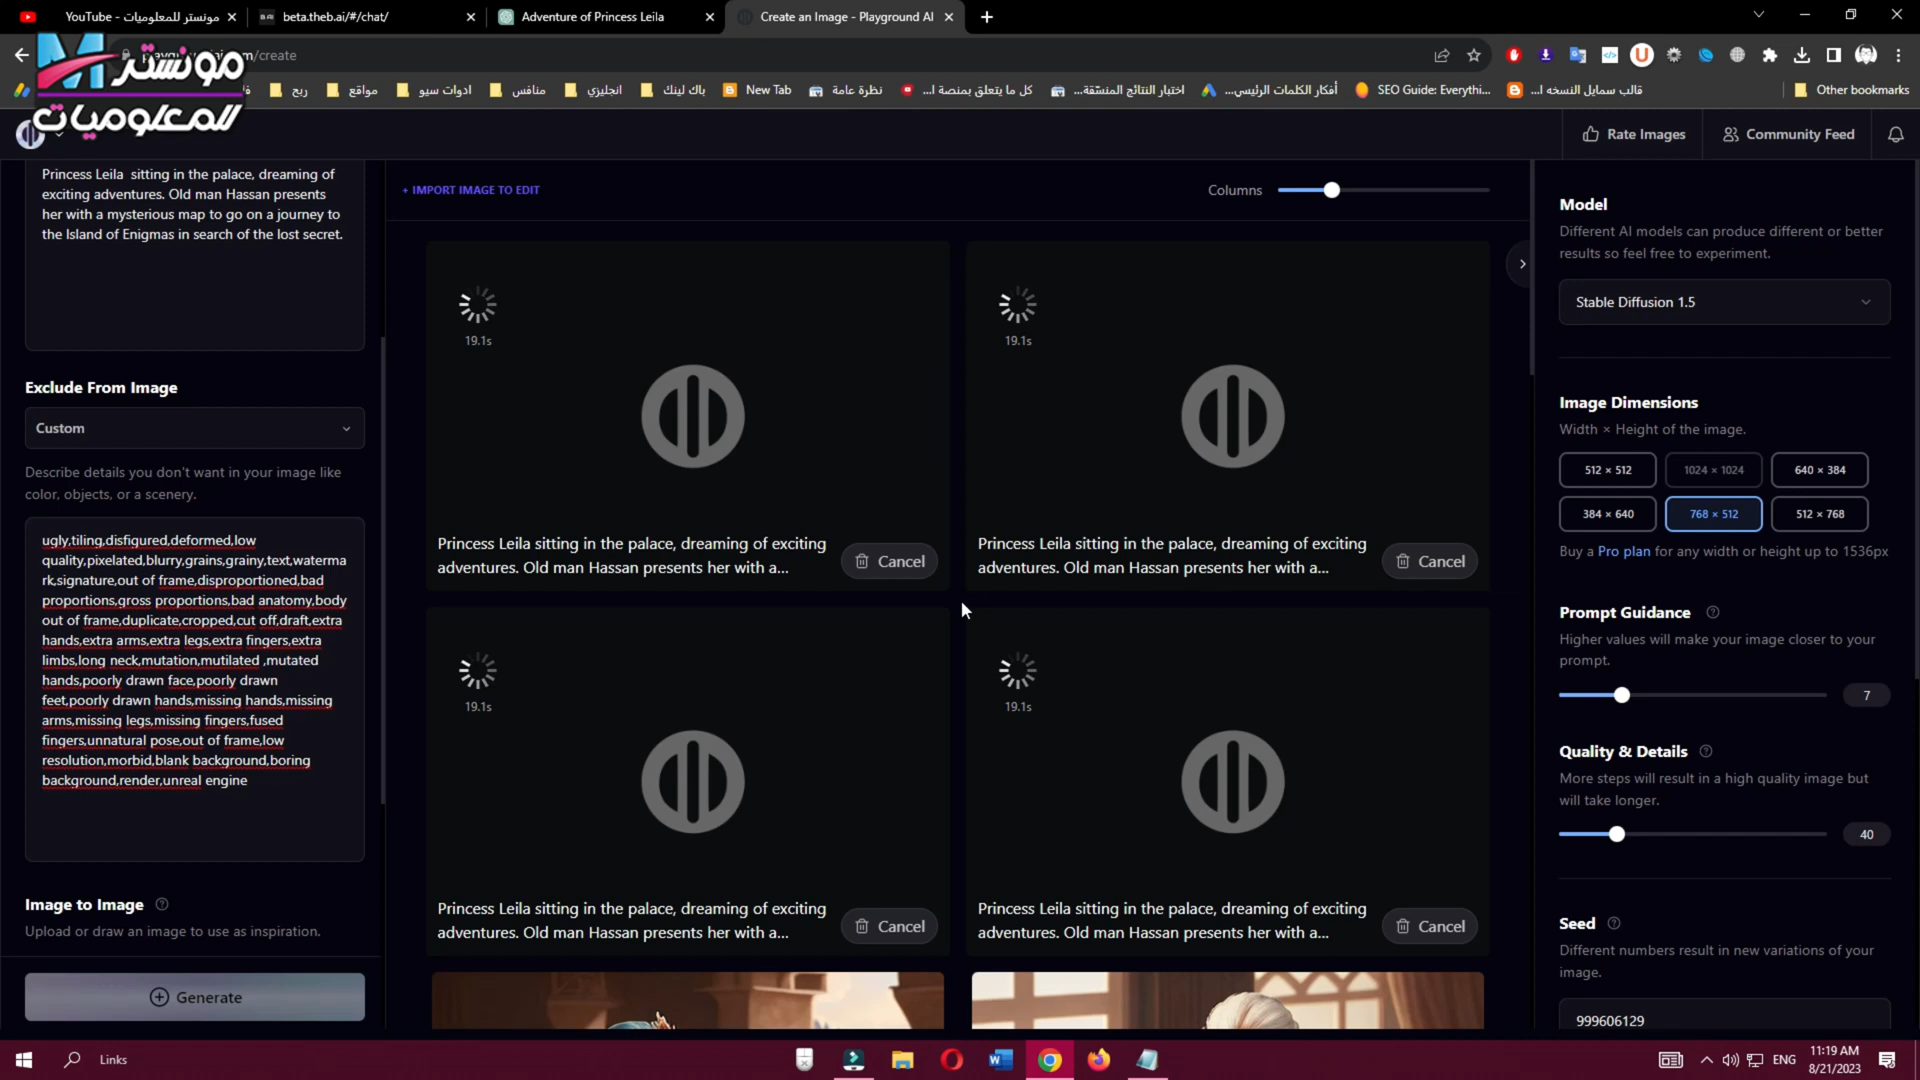 YouTube - مونستر للمعلوميات
beta.theb.ai/#/chat/
Adventure of Princess Leila
Create an Image - Playground AI
/create
مونستر
للمعلوميات
ربح
مواقع
ادوات سيو
منافس
انجليزي
باك لينك
New Tab
نظرة عامة
كل ما يتعلق بمنصة ا...
اختبار النتائج المنسّقة...
أفكار الكلمات الرئيسي...
SEO Guide: Everythi...
قالب سمايل النسخه ا...
Other bookmarks
Rate Images
Community Feed
Princess Leila sitting in the palace, dreaming of
exciting adventures. Old man Hassan presents
her with a mysterious map to go on a journey to
the Island of Enigmas in search of the lost secret.
Exclude From Image
Custom
Describe details you don't want in your image like
color, objects, or a scenery.
ugly,tiling,disfigured,deformed,low
quality,pixelated,blurry,grains,grainy,text,waterma
rk,signature,out of frame,disproportioned,bad
proportions,gross proportions,bad anatomy,body
out of frame,duplicate,cropped,cut off,draft,extra
hands,extra arms,extra legs,extra fingers,extra
limbs,long neck,mutation,mutilated ,mutated
hands,poorly drawn face,poorly drawn
feet,poorly drawn hands,missing hands,missing
arms,missing legs,missing fingers,fused
fingers,unnatural pose,out of frame,low
resolution,morbid,blank background,boring
background,render,unreal engine
Image to Image
Upload or draw an image to use as inspiration.
Generate
+ IMPORT IMAGE TO EDIT
Columns
19.1s
Princess Leila sitting in the palace, dreaming of exciting
adventures. Old man Hassan presents her with a...
Cancel
19.1s
Princess Leila sitting in the palace, dreaming of exciting
adventures. Old man Hassan presents her with a...
Cancel
19.1s
Princess Leila sitting in the palace, dreaming of exciting
adventures. Old man Hassan presents her with a...
Cancel
19.1s
Princess Leila sitting in the palace, dreaming of exciting
adventures. Old man Hassan presents her with a...
Cancel
Model
Different AI models can produce different or better
results so feel free to experiment.
Stable Diffusion 1.5
Image Dimensions
Width × Height of the image.
512 × 512
1024 × 1024
640 × 384
384 × 640
768 × 512
512 × 768
Buy a Pro plan for any width or height up to 1536px
Prompt Guidance
Higher values will make your image closer to your
prompt.
7
Quality & Details
More steps will result in a high quality image but
will take longer.
40
Seed
Different numbers result in new variations of your
image.
999606129
Links
ENG
11:19 AM
8/21/2023